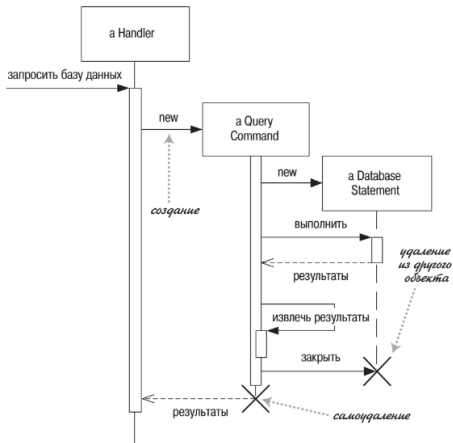 a Handler
запросить базу данных
new
a Query
Command
new
a Database
Statement
создание
выполнить
удаление
из другого
объекта
результаты
извлечь результаты
закрыть
результаты
самоудаление